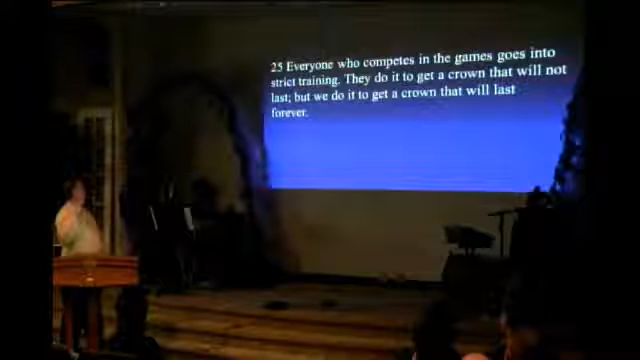 25 Everyone who competes in the games goes into
strict training. They do it to get a crown that will not
last; but we do it to get a crown that will last
forever.